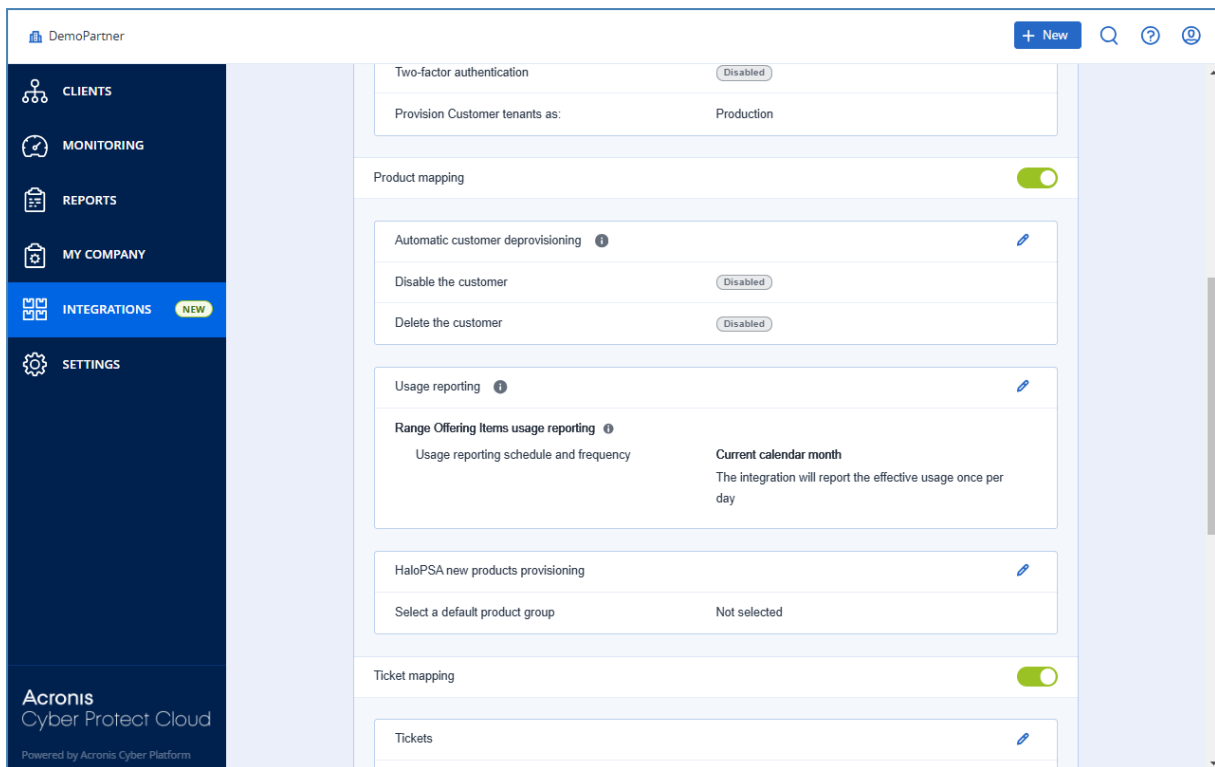 DemoPartner
+ New
CLIENTS
MONITORING
REPORTS
MY COMPANY
INTEGRATIONS NEW
SETTINGS
Acronis
Cyber Protect Cloud
Powered by Acronis Cyber Platform
Two-factor authentication Disabled
Provision Customer tenants as: Production
Product mapping
Automatic customer deprovisioning
Disable the customer Disabled
Delete the customer Disabled
Usage reporting
Range Offering Items usage reporting
Usage reporting schedule and frequency Current calendar month
The integration will report the effective usage once per
day
HaloPSA new products provisioning
Select a default product group Not selected
Ticket mapping
Tickets